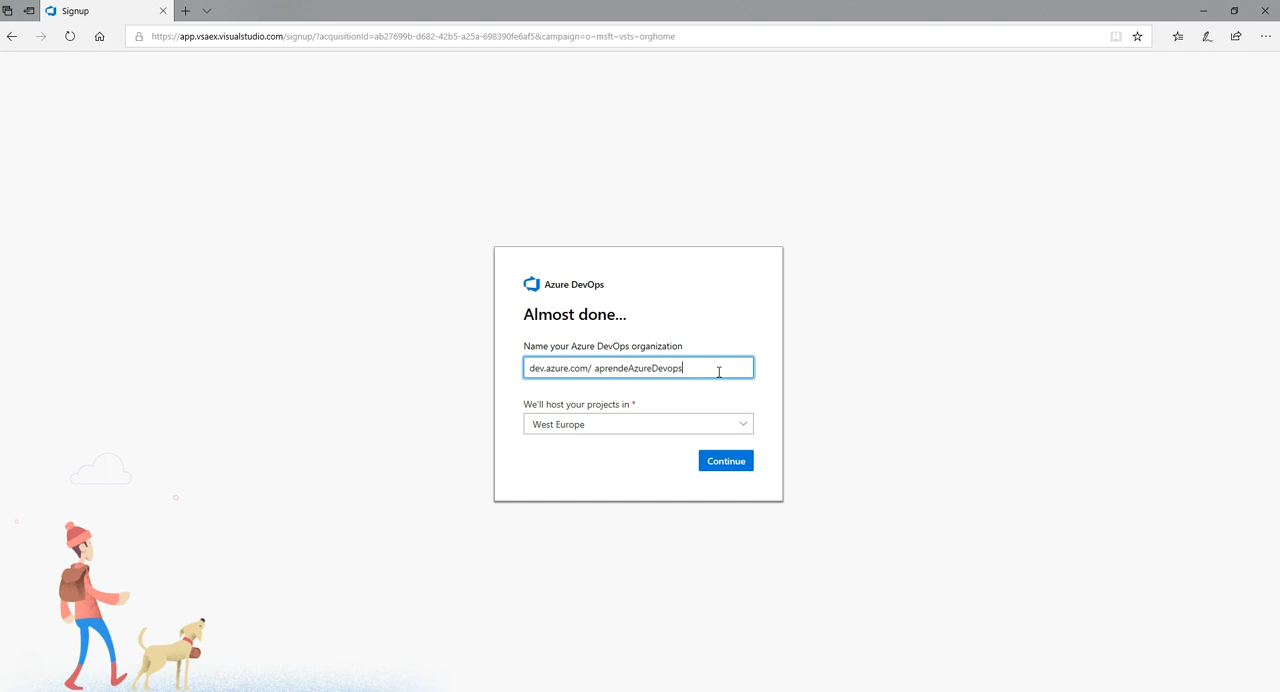 Signup
https://app.vsaex.visualstudio.com/signup/?acquisitionId=ab27699b-d682-42b5-a25a-698390fe6af5&campaign=o~msft~vsts~orghome
Azure DevOps
Almost done...
Name your Azure DevOps organization
dev.azure.com/ aprendeAzureDevops
We'll host your projects in *
West Europe
Continue